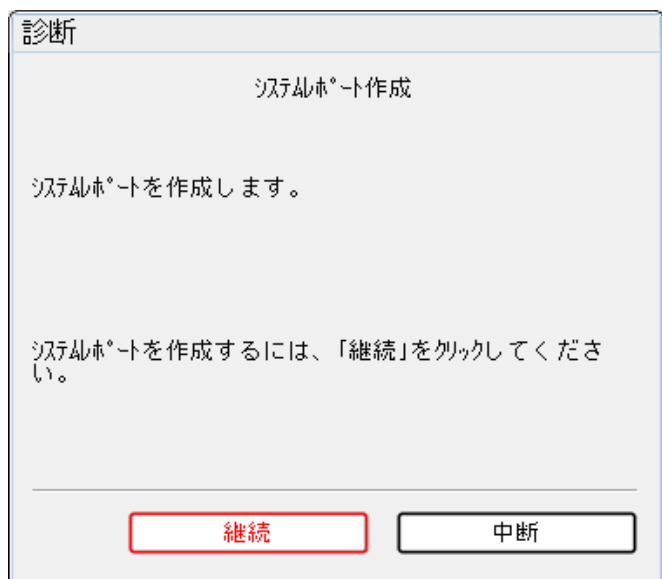 診断
ｼｽﾃﾑﾚﾎﾟｰﾄ作成
ｼｽﾃﾑﾚﾎﾟｰﾄを作成します。
ｼｽﾃﾑﾚﾎﾟｰﾄを作成するには、｢継続｣をｸﾘｯｸしてくださ
い。
継続
中断